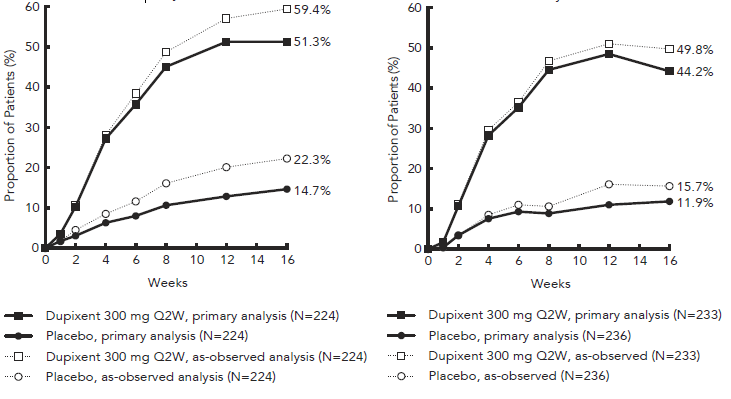 60
50
40
30
20
10
0
Proportion of Patients (%)
59.4%
51.3%
22.3%
14.7%
0 2 4 6 8 10 12 14 16
Weeks
Dupixent 300 mg Q2W, primary analysis (N=224)
Placebo, primary analysis (N=224)
Dupixent 300 mg Q2W, as-observed analysis (N=224)
Placebo, as-observed analysis (N=224)
60
50
40
30
20
10
0
Proportion of Patients (%)
49.8%
44.2%
15.7%
11.9%
0 2 4 6 8 10 12 14 16
Weeks
Dupixent 300 mg Q2W, primary analysis (N=233)
Placebo, primary analysis (N=236)
Dupixent 300 mg Q2W, as-observed (N=233)
Placebo, as-observed (N=236)